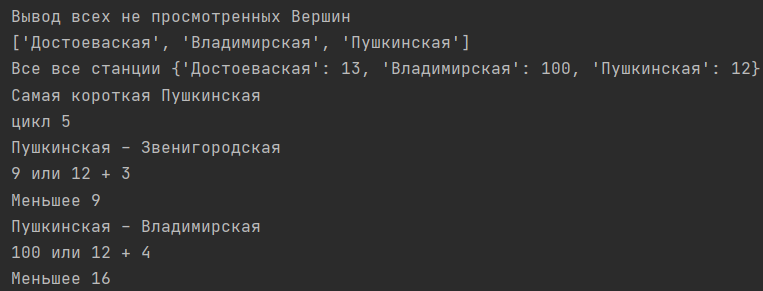 Вывод всех не просмотренных Вершин
['Достоеваская', 'Владимирская', 'Пушкинская']
Все все станции {'Достоеваская': 13, 'Владимирская': 100, 'Пушкинская': 12}
Самая короткая Пушкинская
цикл 5
Пушкинская – Звенигородская
9 или 12 + 3
Меньшее 9
Пушкинская – Владимирская
100 или 12 + 4
Меньшее 16